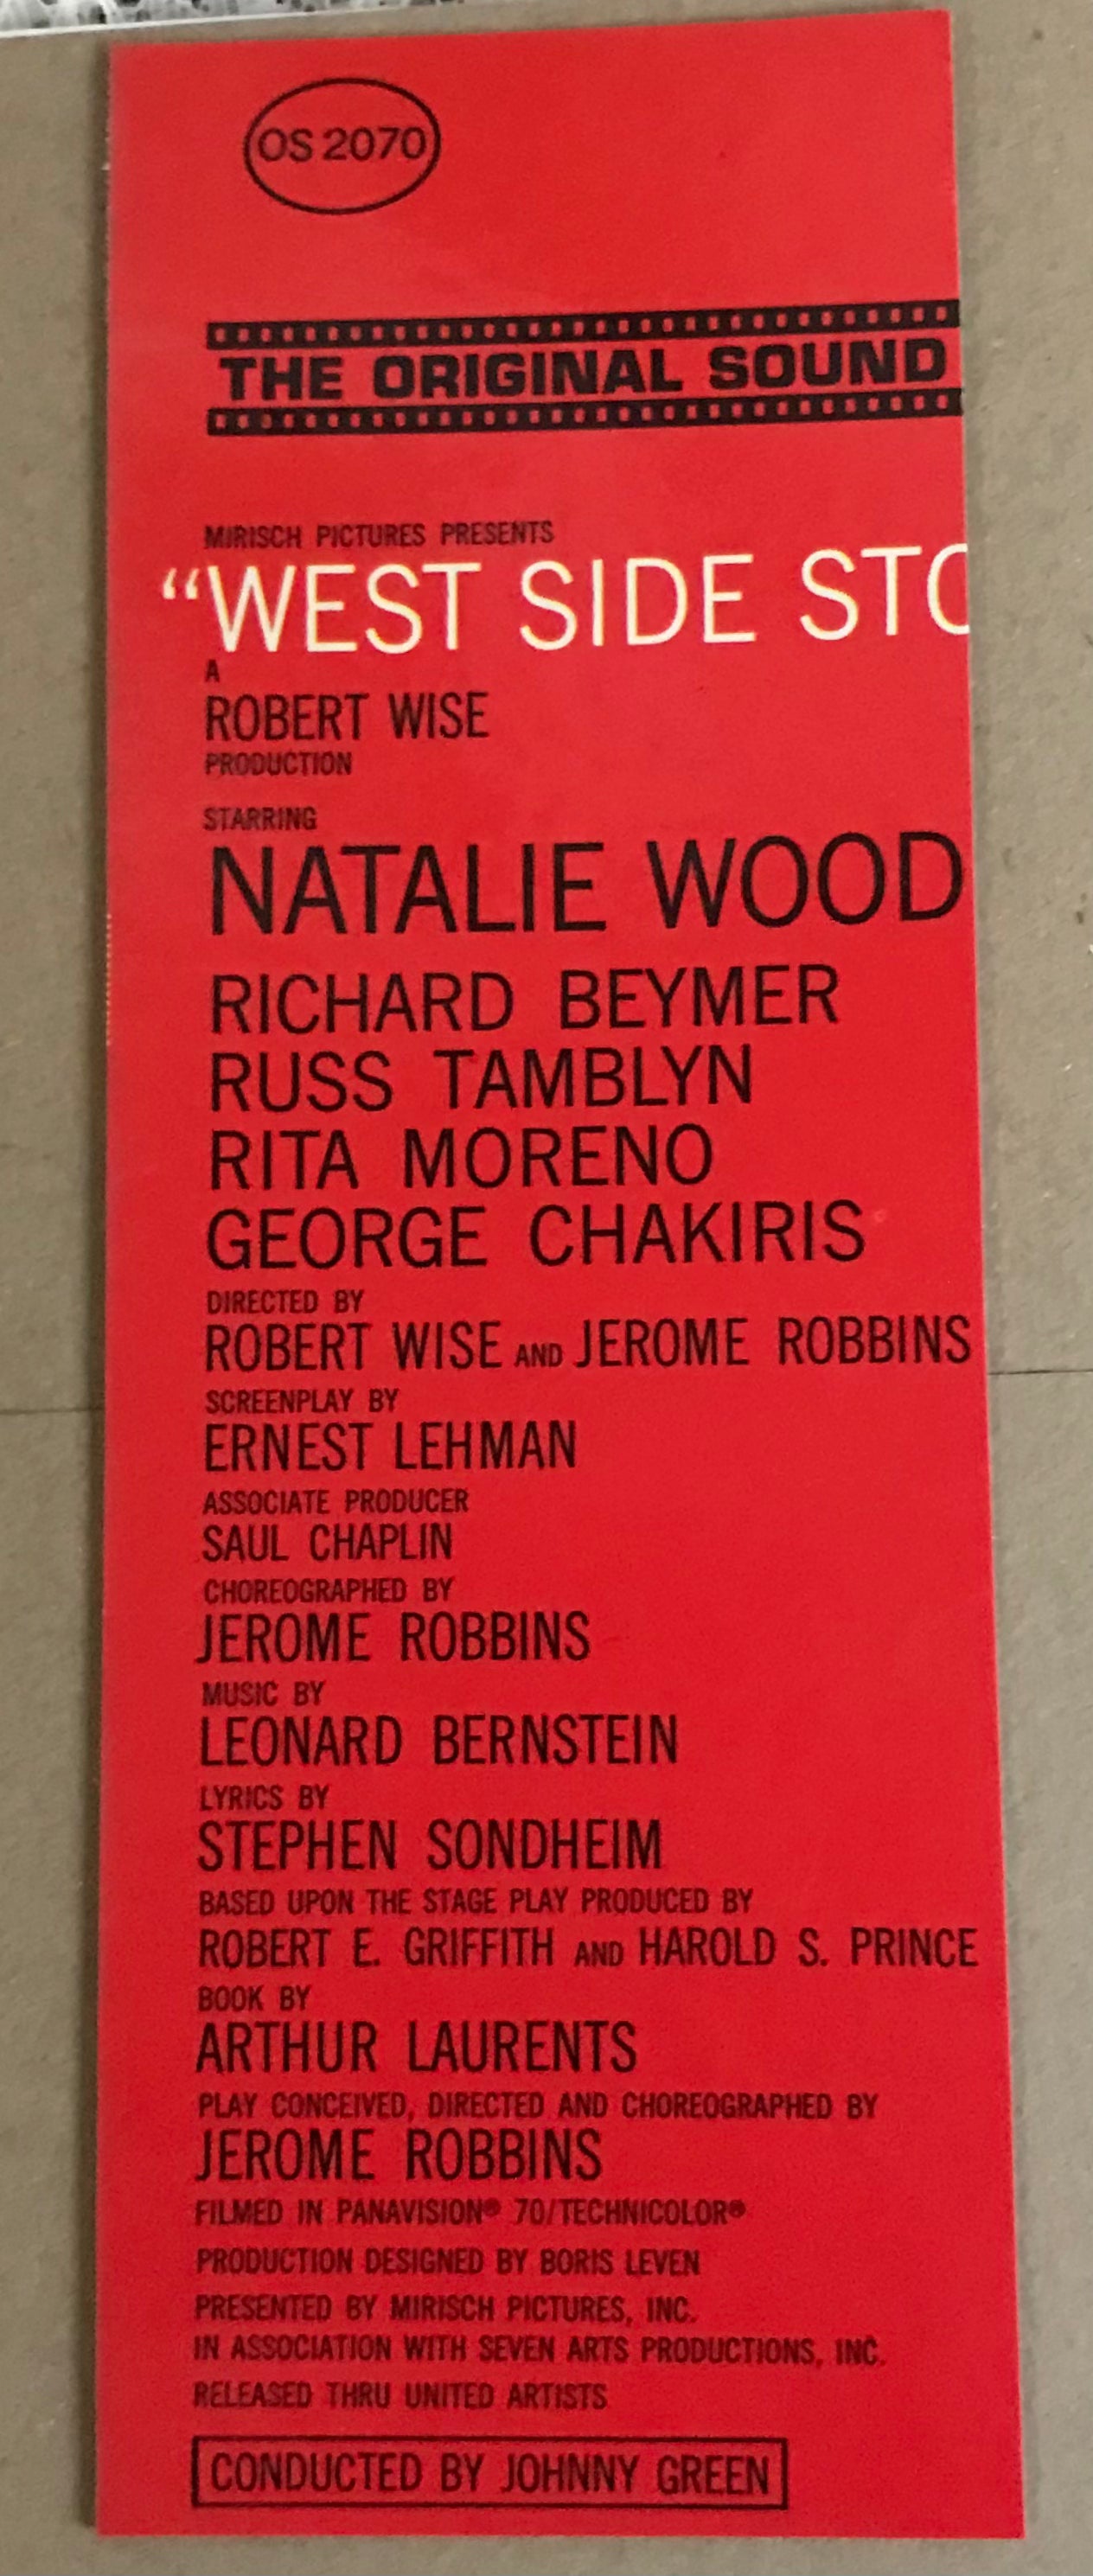 OS 2070
THE ORIGINAL SOUND
MIRISCH PICTURES PRESENTS
“WEST SIDE STO
A
ROBERT WISE
PRODUCTION
STARRING
NATALIE WOOD
RICHARD BEYMER
RUSS TAMBLYN
RITA MORENO
GEORGE CHAKIRIS
DIRECTED BY
ROBERT WISE AND JEROME ROBBINS
SCREENPLAY BY
ERNEST LEHMAN
ASSOCIATE PRODUCER
SAUL CHAPLIN
CHOREOGRAPHED BY
JEROME ROBBINS
MUSIC BY
LEONARD BERNSTEIN
LYRICS BY
STEPHEN SONDHEIM
BASED UPON THE STAGE PLAY PRODUCED BY
ROBERT E. GRIFFITH AND HAROLD S. PRINCE
BOOK BY
ARTHUR LAURENTS
PLAY CONCEIVED, DIRECTED AND CHOREOGRAPHED BY
JEROME ROBBINS
FILMED IN PANAVISION® 70/TECHNICOLOR®
PRODUCTION DESIGNED BY BORIS LEVEN
PRESENTED BY MIRISCH PICTURES, INC.
IN ASSOCIATION WITH SEVEN ARTS PRODUCTIONS, INC.
RELEASED THRU UNITED ARTISTS
CONDUCTED BY JOHNNY GREEN